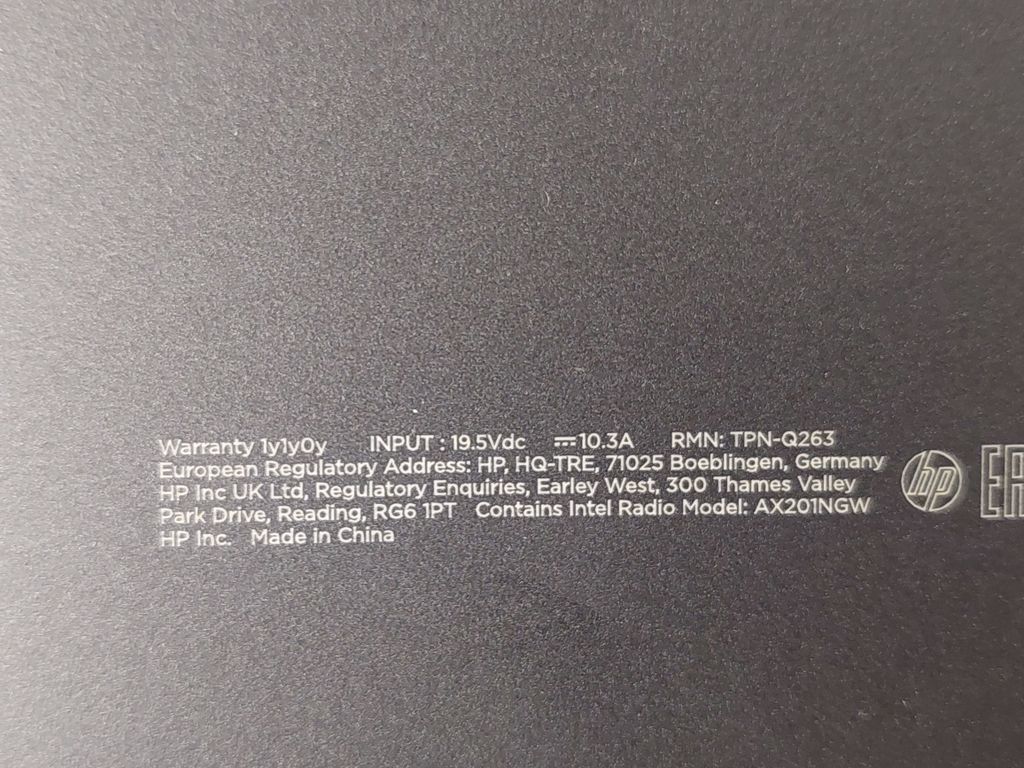 Warranty 1y1y0y INPUT : 19.5Vdc ⎓10.3A RMN: TPN-Q263
European Regulatory Address: HP, HQ-TRE, 71025 Boeblingen, Germany
HP Inc UK Ltd, Regulatory Enquiries, Earley West, 300 Thames Valley
Park Drive, Reading, RG6 1PT Contains Intel Radio Model: AX201NGW
HP Inc. Made in China
hp